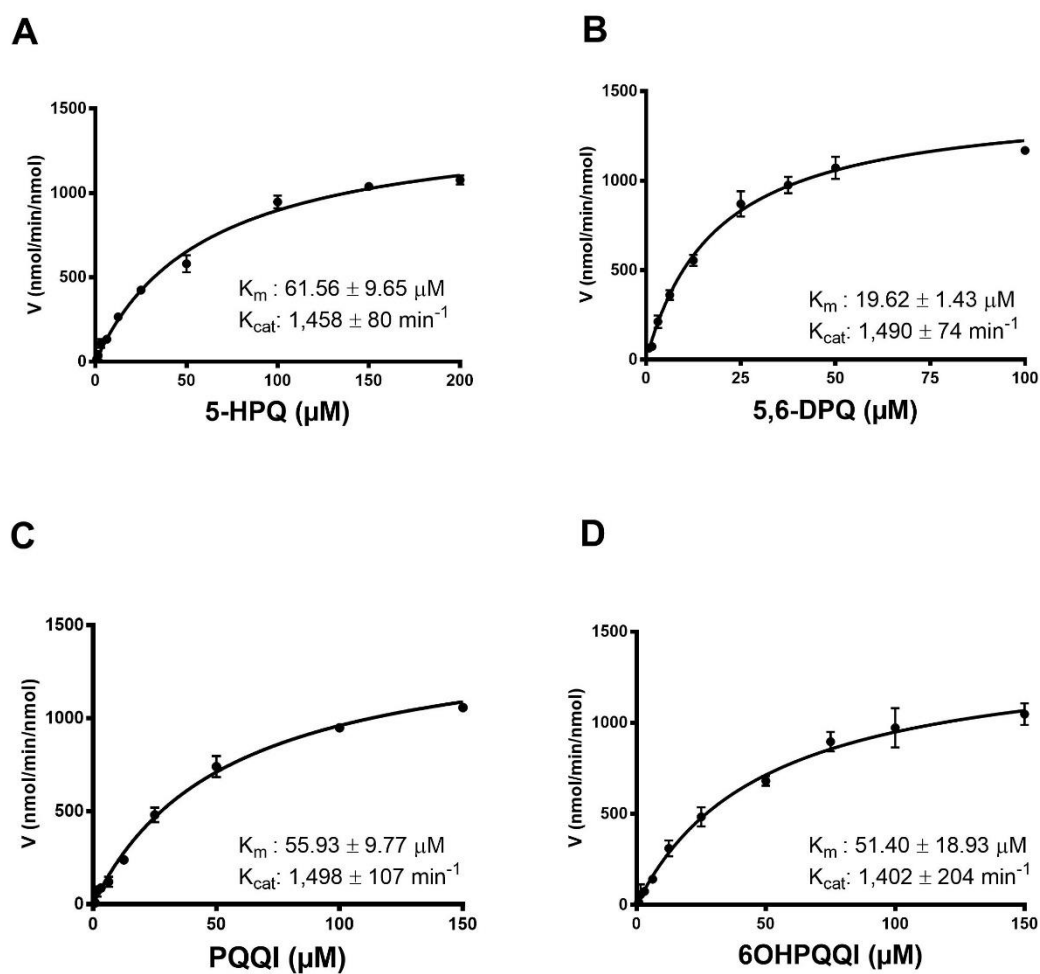 A
V (nmol/min/nmol)
1500
1000
500
0
0 50 100 150 200
Km : 61.56 ± 9.65 μM
Kcat: 1,458 ± 80 min-1
5-HPQ (μM)
B
V (nmol/min/nmol)
1500
1000
500
0
0 25 50 75 100
Km : 19.62 ± 1.43 μM
Kcat: 1,490 ± 74 min-1
5,6-DPQ (μM)
C
V (nmol/min/nmol)
1500
1000
500
0
0 50 100 150
Km : 55.93 ± 9.77 μM
Kcat: 1,498 ± 107 min-1
PQQI (μM)
D
V (nmol/min/nmol)
1500
1000
500
0
0 50 100 150
Km : 51.40 ± 18.93 μM
Kcat: 1,402 ± 204 min-1
6OHPQQI (μM)